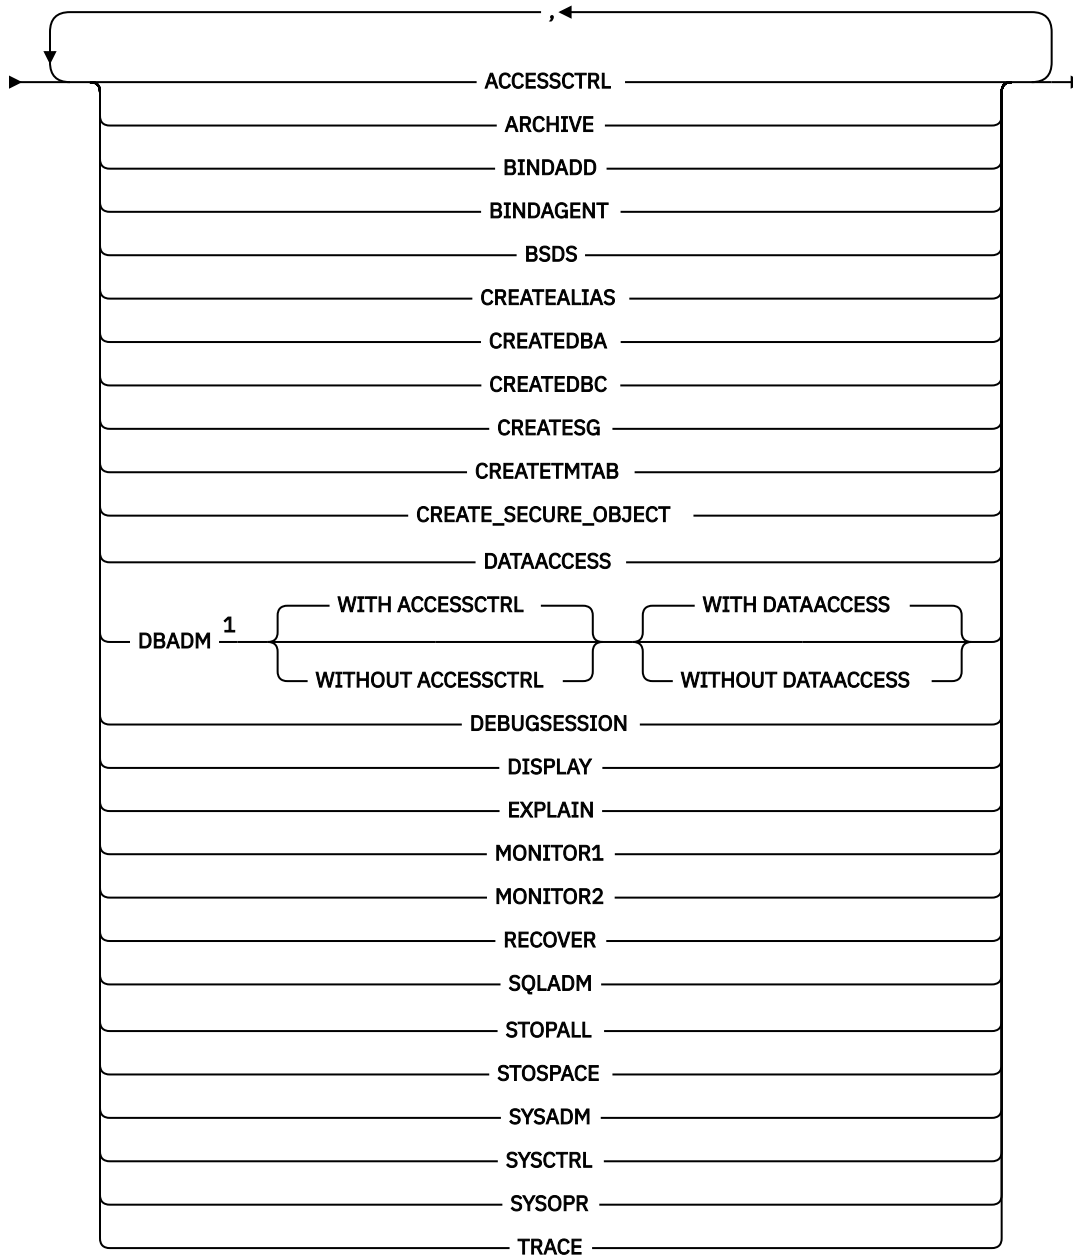 ,
ACCESSCTRL
ARCHIVE
BINDADD
BINDAGENT
BSDS
CREATEALIAS
CREATEDBA
CREATEDBC
CREATESG
CREATETMTAB
CREATE_SECURE_OBJECT
DATAACCESS
WITH ACCESSCTRL WITH DATAACCESS
DBADM 1
WITHOUT ACCESSCTRL WITHOUT DATAACCESS
DEBUGSESSION
DISPLAY
EXPLAIN
MONITOR1
MONITOR2
RECOVER
SQLADM
STOPALL
STOSPACE
SYSADM
SYSCTRL
SYSOPR
TRACE